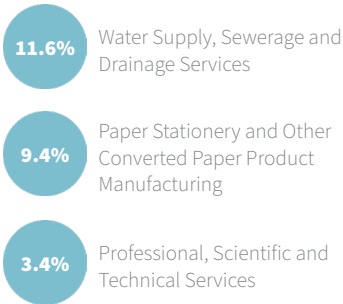 11.6%
Water Supply, Sewerage and
Drainage Services
9.4%
Paper Stationery and Other
Converted Paper Product
Manufacturing
3.4%
Professional, Scientific and
Technical Services